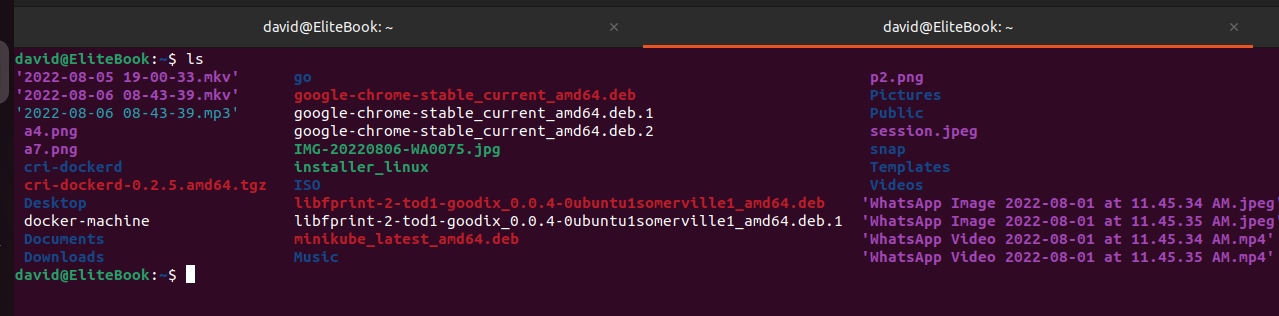 david@EliteBook: ~ × david@EliteBook: ~ ×
david@EliteBook:~$ ls
'2022-08-05 19-00-33.mkv' go p2.png
'2022-08-06 08-43-39.mkv' google-chrome-stable_current_amd64.deb Pictures
'2022-08-06 08-43-39.mp3' google-chrome-stable_current_amd64.deb.1 Public
a4.png google-chrome-stable_current_amd64.deb.2 session.jpeg
a7.png IMG-20220806-WA0075.jpg snap
cri-dockerd installer_linux Templates
cri-dockerd-0.2.5.amd64.tgz ISO Videos
Desktop libfprint-2-tod1-goodix_0.0.4-0ubuntu1somerville1_amd64.deb 'WhatsApp Image 2022-08-01 at 11.45.34 AM.jpeg'
docker-machine libfprint-2-tod1-goodix_0.0.4-0ubuntu1somerville1_amd64.deb.1 'WhatsApp Image 2022-08-01 at 11.45.35 AM.jpeg'
Documents minikube_latest_amd64.deb 'WhatsApp Video 2022-08-01 at 11.45.34 AM.mp4'
Downloads Music 'WhatsApp Video 2022-08-01 at 11.45.35 AM.mp4'
david@EliteBook:~$